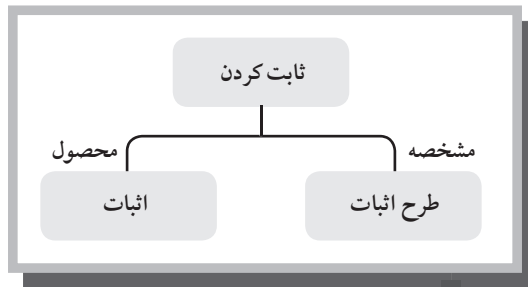 ثابت کردن
مشخصه
محصول
طرح اثبات
اثبات